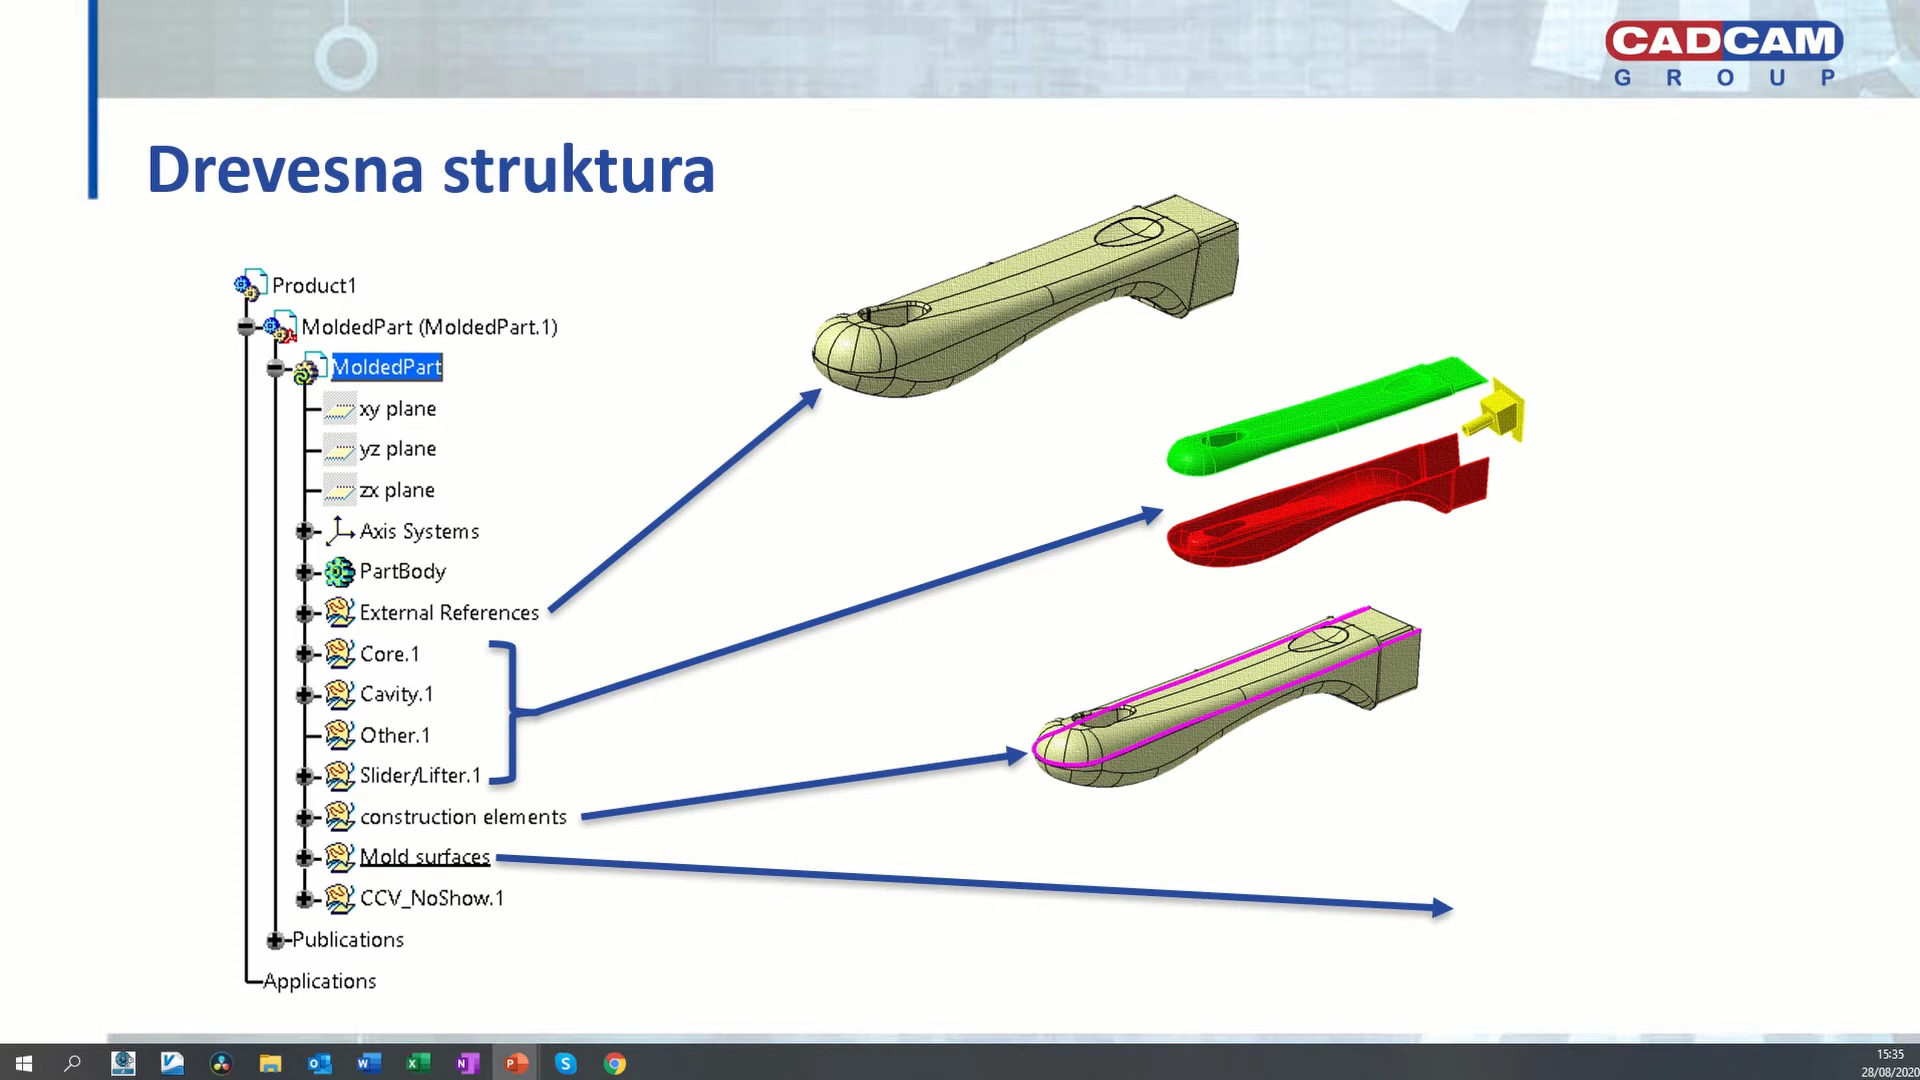 CADCAM
GROUP
Drevesna struktura
Product1
MoldedPart (MoldedPart.1)
MoldedPart
xy plane
yz plane
zx plane
Axis Systems
PartBody
External References
Core.1
Cavity.1
Other.1
Slider/Lifter.1
construction elements
Mold surfaces
CCV_NoShow.1
Publications
Applications
15:35
28/08/2020